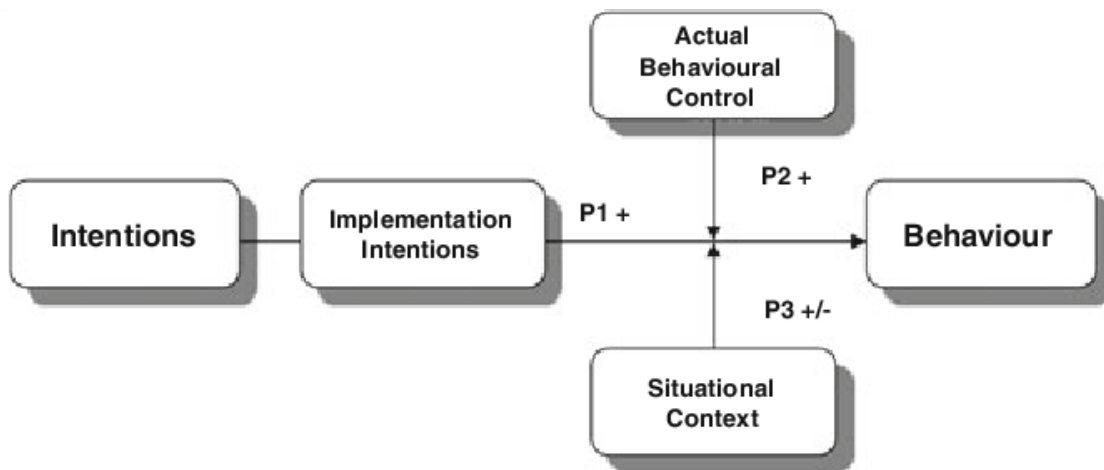 Actual
Behavioural
Control
P2 +
Intentions
Implementation
Intentions
P1 +
Behaviour
P3 +/-
Situational
Context